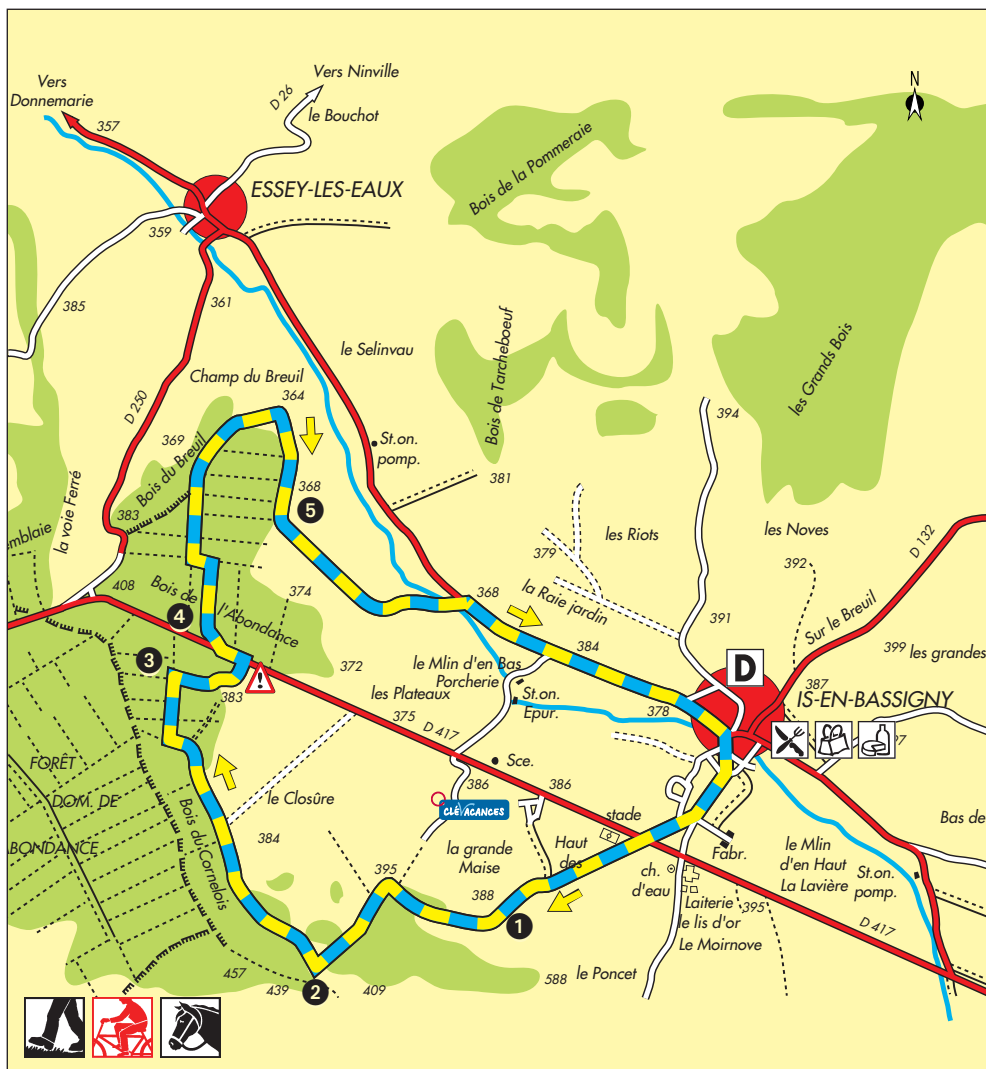 N
Vers
Donnemarie
D 26
Vers Ninville
le Bouchot
357
ESSEY-LES-EAUX
Bois de la Pommeraie
359
385
361
le Selinvau
les Grands Bois
Bois de Tarcheboeuf
Champ du Breuil
364
D 250
394
369
Bois du Breuil
St.on.
pomp.
381
la voie Ferré
368
383
5
les Riots
les Noves
D 132
379
392
408
Bois de
l'Abondance
374
368
la Raie jardin
391
Sur le Breuil
4
384
399
les grandes
3
372
le Mlin d'en Bas
Porcherie
D
383
les Plateaux
St.on.
Epur.
378
387
IS-EN-BASSIGNY
375
D 417
Sce.
FORÊT
DOM. DE
le Closûre
386
386
CLÉVACANCES
Bas de
stade
384
Bois du Cornelois
la grande
Maise
Haut
des
Fabr.
le Mlin
d'en Haut
La Lavière
395
ch.
d'eau
St.on.
pomp.
388
Laiterie
le lis d'or
395
1
Le Moirnove
D 417
457
439
2
409
588
le Poncet